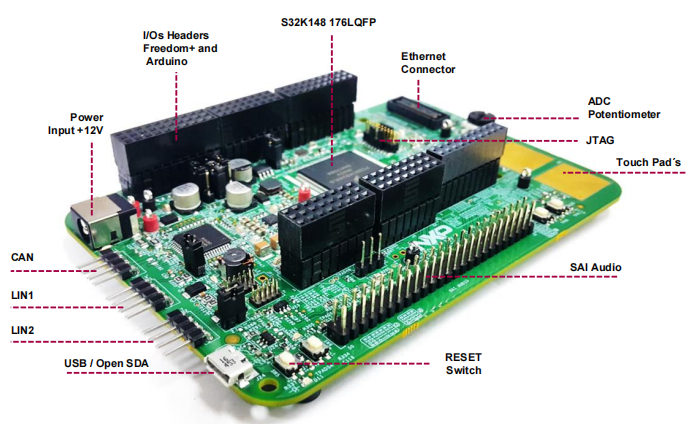 S32K148 176LQFP
I/Os Headers
Freedom+ and
Arduino
Ethernet
Connector
Power
Input +12V
ADC
Potentiometer
JTAG
Touch Pad´s
CAN
SAI Audio
LIN1
LIN2
USB / Open SDA
RESET
Switch